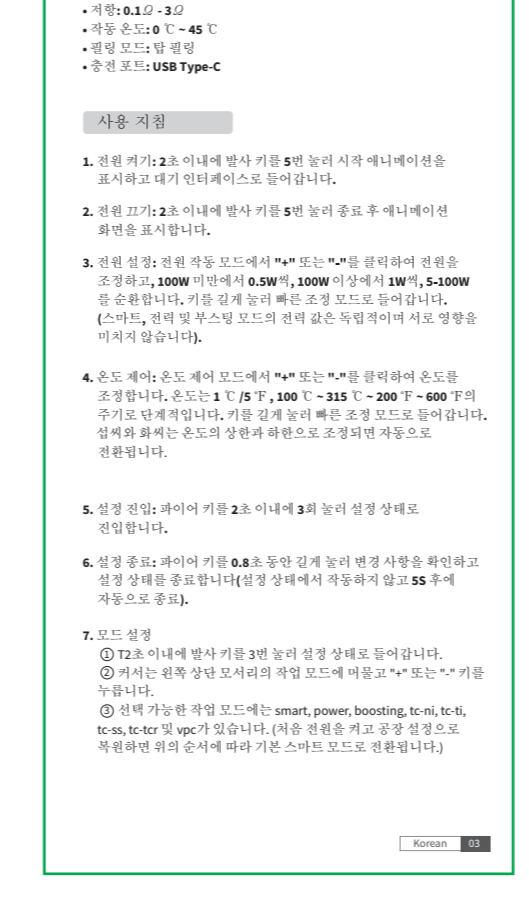 • 저항: 0.1Ω - 3Ω
• 작동 온도: 0 ℃ ~ 45 ℃
• 필링 모드: 탑 필링
• 충전 포트: USB Type-C
사용 지침
1. 전원 켜기: 2초 이내에 발사 키를 5번 눌러 시작 애니메이션을
표시하고 대기 인터페이스로 들어갑니다.
2. 전원 끄기: 2초 이내에 발사 키를 5번 눌러 종료 후 애니메이션
화면을 표시합니다.
3. 전원 설정: 전원 작동 모드에서 "+" 또는 "-"를 클릭하여 전원을
조정하고, 100W 미만에서 0.5W씩, 100W 이상에서 1W씩, 5-100W
를 순환합니다. 키를 길게 눌러 빠른 조정 모드로 들어갑니다.
(스마트, 전력 및 부스팅 모드의 전력 값은 독립적이며 서로 영향을
미치지 않습니다).
4. 온도 제어: 온도 제어 모드에서 "+" 또는 "-"를 클릭하여 온도를
조정합니다. 온도는 1 ℃ /5 ℉ , 100 ℃ ~ 315 ℃ ~ 200 ℉ ~ 600 ℉의
주기로 단계적입니다. 키를 길게 눌러 빠른 조정 모드로 들어갑니다.
섭씨와 화씨는 온도의 상한과 하한으로 조정되면 자동으로
전환됩니다.
5. 설정 진입: 파이어 키를 2초 이내에 3회 눌러 설정 상태로
진입합니다.
6. 설정 종료: 파이어 키를 0.8초 동안 길게 눌러 변경 사항을 확인하고
설정 상태를 종료합니다(설정 상태에서 작동하지 않고 5S 후에
자동으로 종료).
7. 모드 설정
① T2초 이내에 발사 키를 3번 눌러 설정 상태로 들어갑니다.
② 커서는 왼쪽 상단 모서리의 작업 모드에 머물고 "+" 또는 "-" 키를
누릅니다.
③ 선택 가능한 작업 모드에는 smart, power, boosting, tc-ni, tc-ti,
tc-ss, tc-tcr 및 vpc가 있습니다. (처음 전원을 켜고 공장 설정으로
복원하면 위의 순서에 따라 기본 스마트 모드로 전환됩니다.)
Korean 03